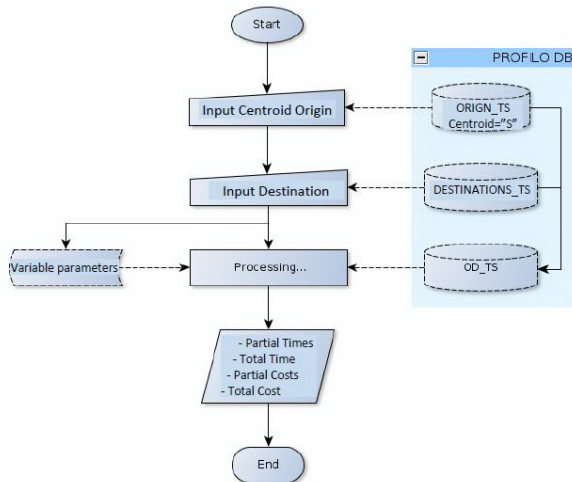 Start
PROFILO DB
Input Centroid Origin
ORIGN_TS
Centroid="S"
Input Destination
DESTINATIONS_TS
Variable parameters
Processing...
OD_TS
- Partial Times
- Total Time
- Partial Costs
- Total Cost
End